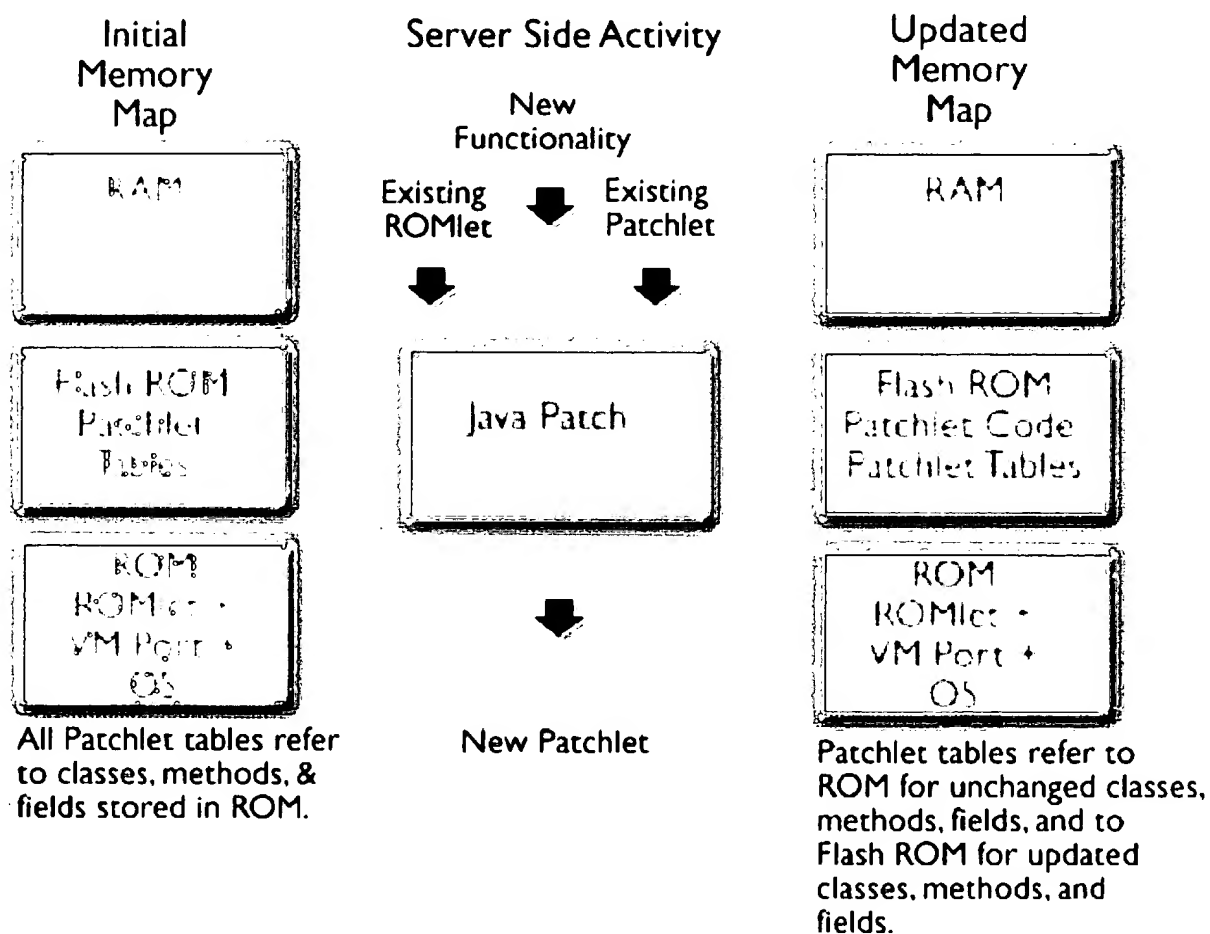 Initial
Memory
Map
RAM
Flash ROM
Patchlet
Tables
ROM
ROMlet +
VM Port +
OS
All Patchlet tables refer
to classes, methods, &
fields stored in ROM.
Server Side Activity
New
Functionality
Existing
ROMlet
Existing
Patchlet
Java Patch
New Patchlet
Updated
Memory
Map
RAM
Flash ROM
Patchlet Code
Patchlet Tables
ROM
ROMlet +
VM Port +
OS
Patchlet tables refer to
ROM for unchanged classes,
methods, fields, and to
Flash ROM for updated
classes, methods, and
fields.